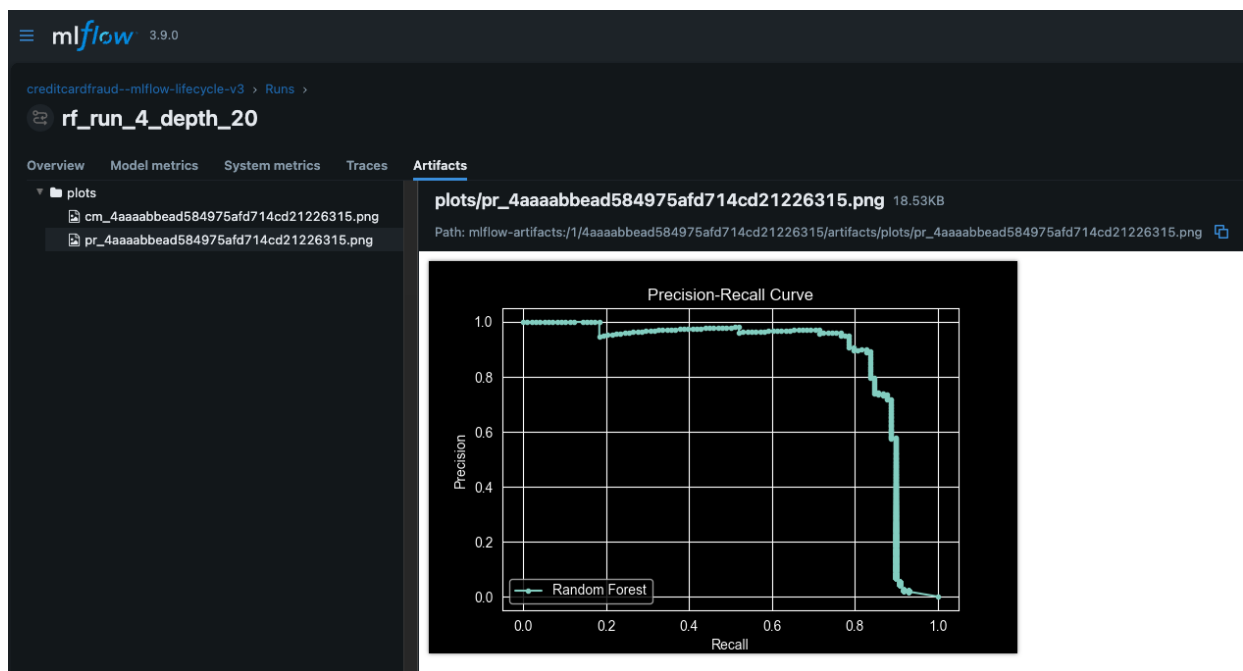 mlflow 3.9.0
creditcardfraud--mlflow-lifecycle-v3 › Runs ›
rf_run_4_depth_20
Overview Model metrics System metrics Traces Artifacts
plots
cm_4aaaabbead584975afd714cd21226315.png
pr_4aaaabbead584975afd714cd21226315.png
plots/pr_4aaaabbead584975afd714cd21226315.png 18.53KB
Path: mlflow-artifacts:/1/4aaaabbead584975afd714cd21226315/artifacts/plots/pr_4aaaabbead584975afd714cd21226315.png
Precision-Recall Curve
1.0
0.8
0.6
0.4
0.2
0.0
Precision
Random Forest
0.0 0.2 0.4 0.6 0.8 1.0
Recall